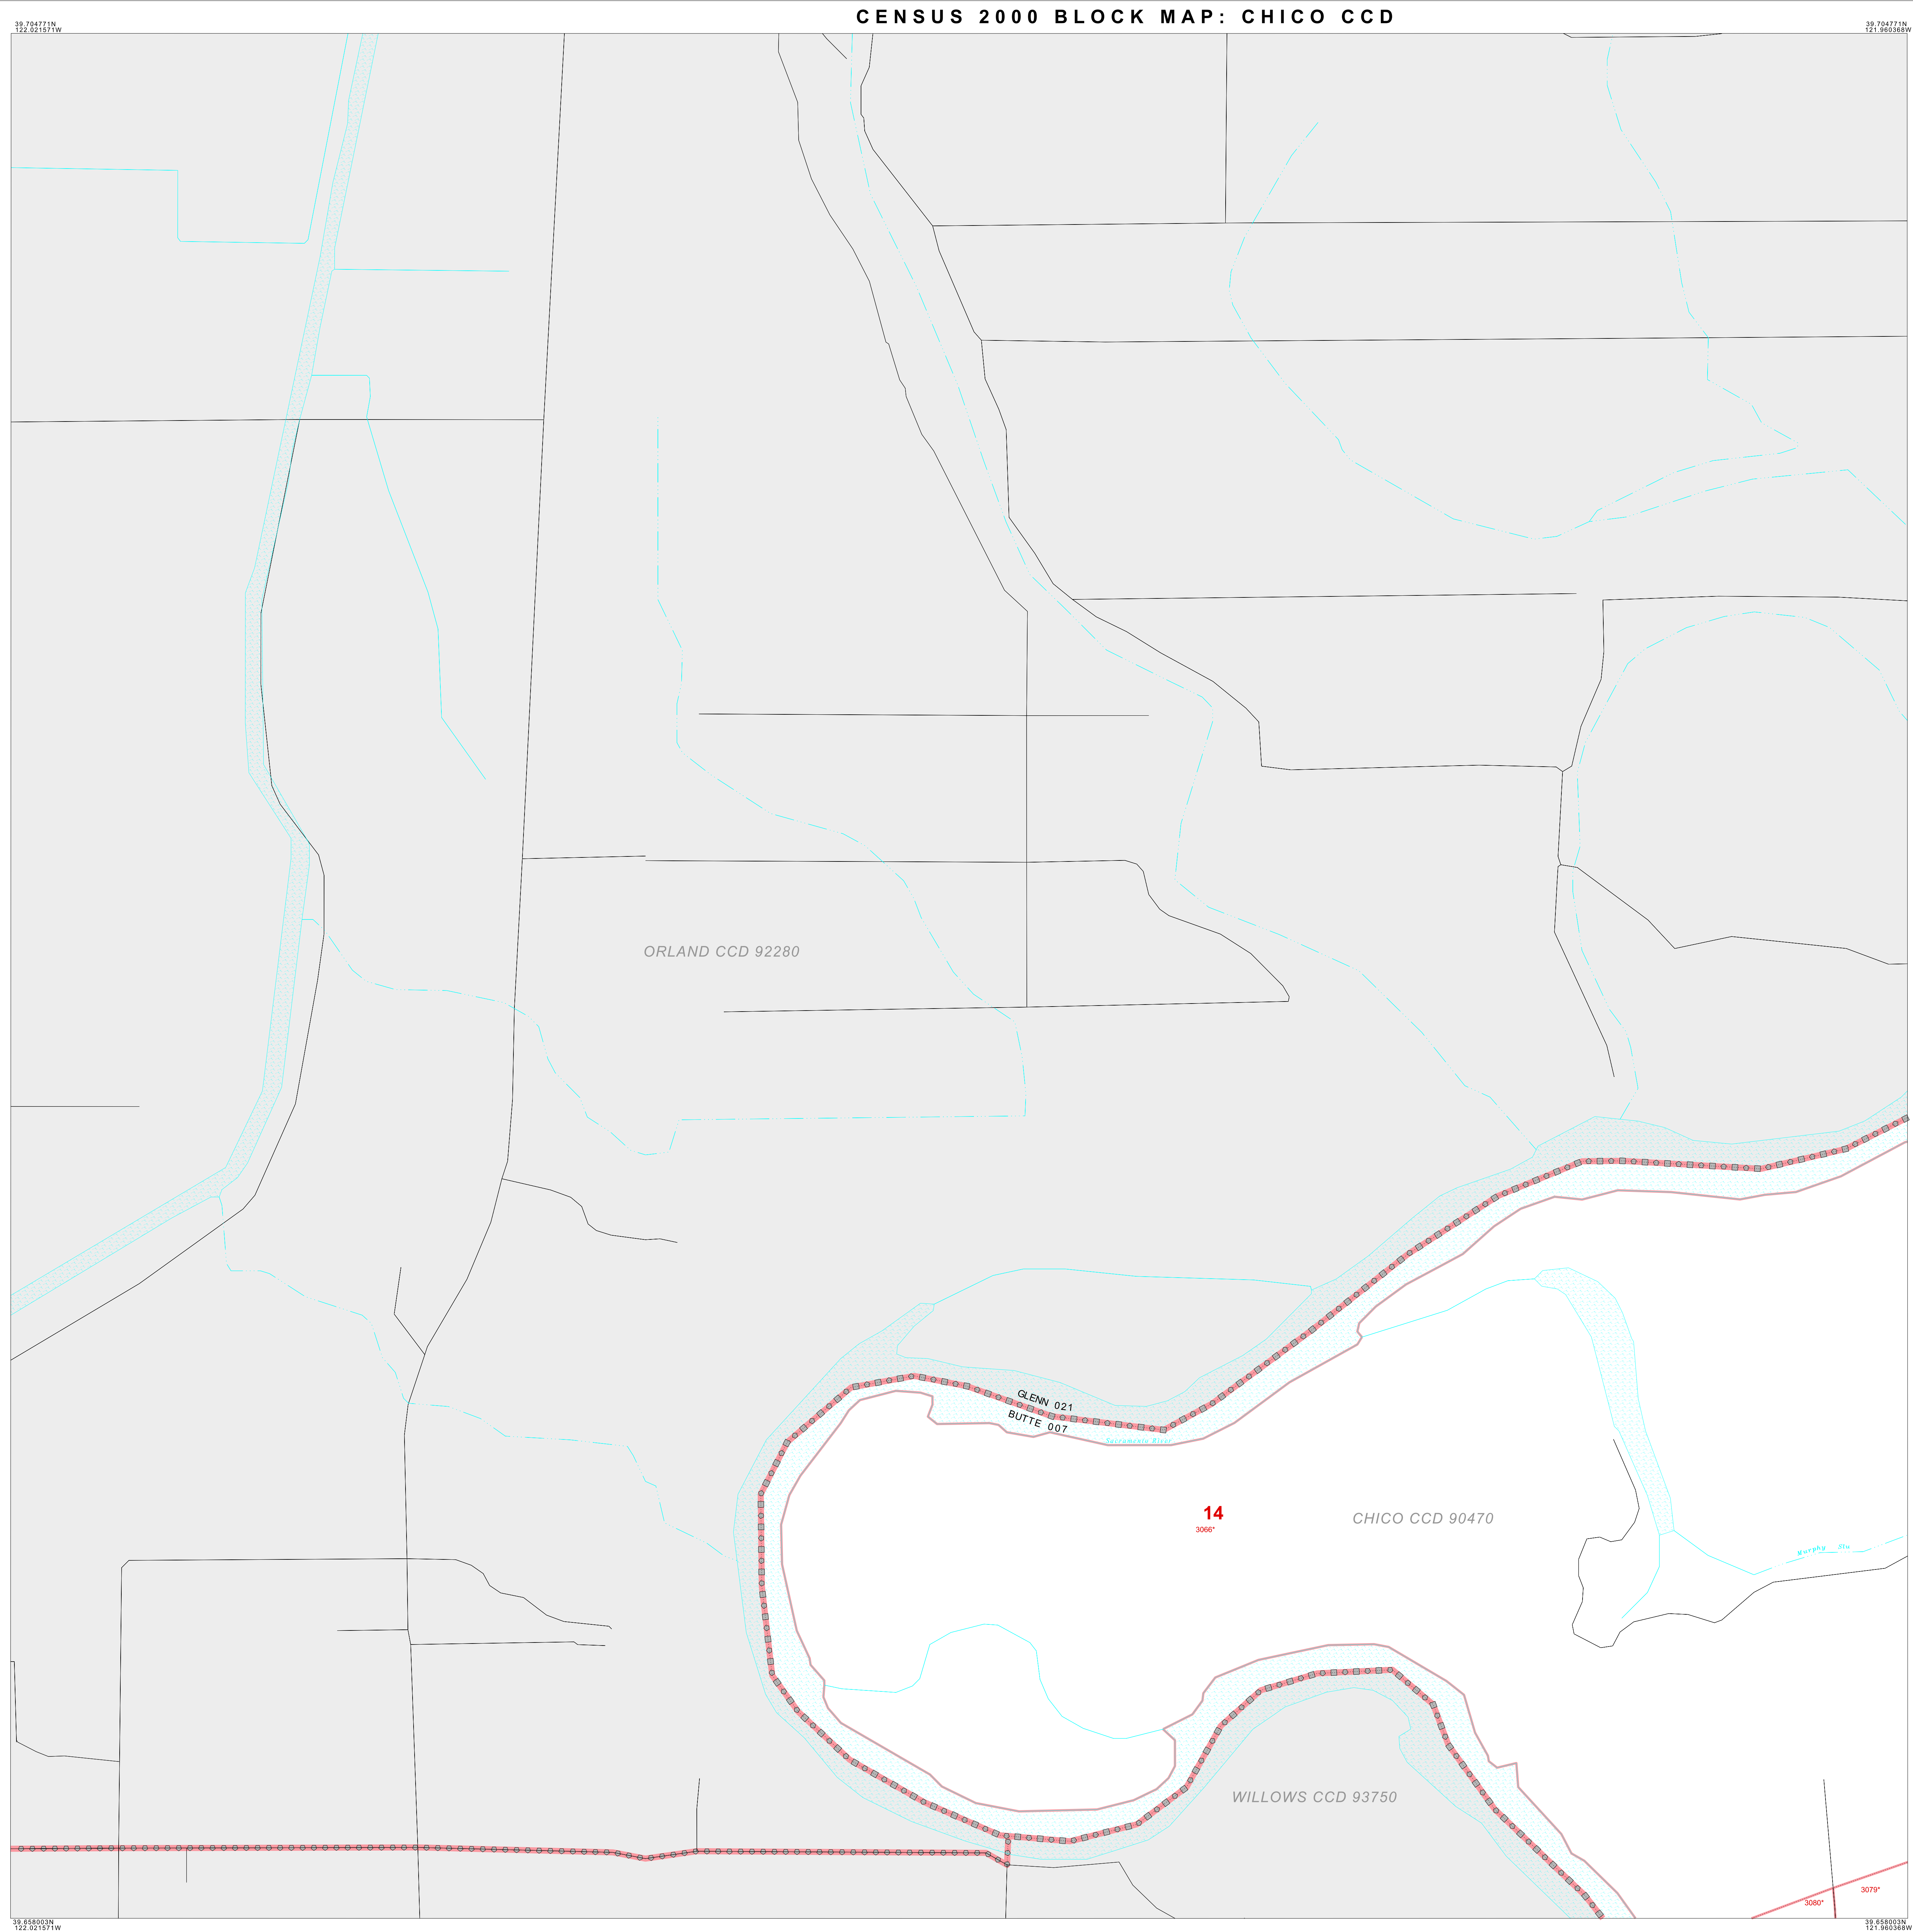 CENSUS 2000 BLOCK MAP: CHICO CCD
39.704771N
122.021571W
39.704771N
121.960368W
ORLAND CCD 92280
GLENN 021
BUTTE 007
Sacramento River
14
3066*
CHICO CCD 90470
Murphy Slu
WILLOWS CCD 93750
3080*
3079*
39.658003N
122.021571W
39.658003N
121.960368W